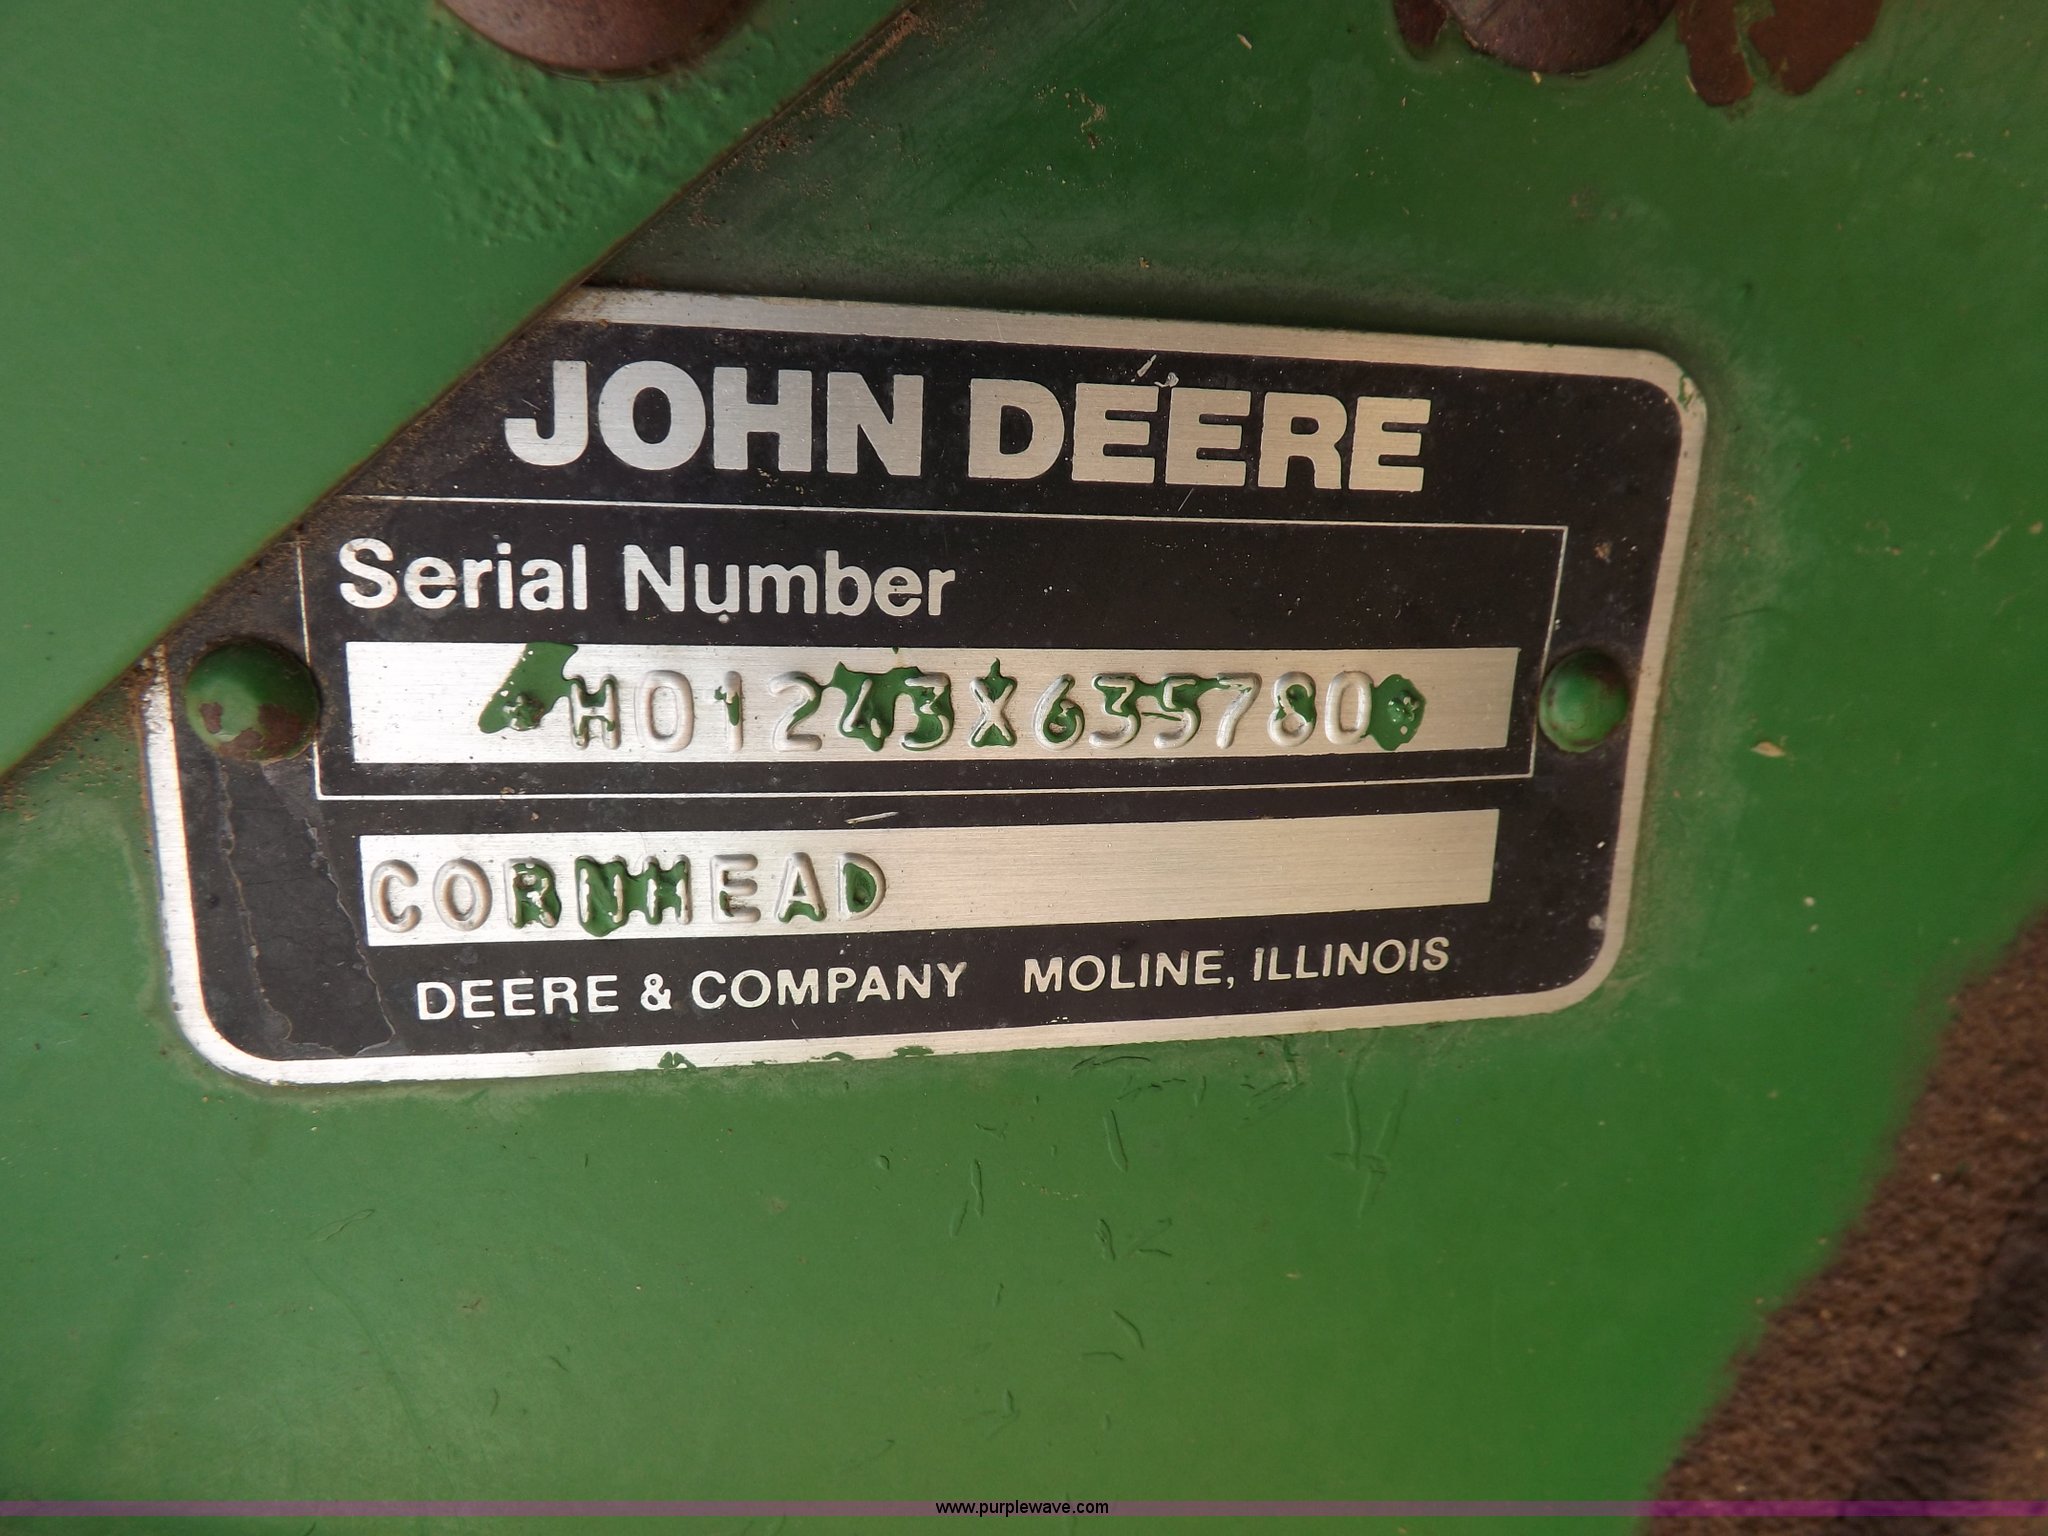 JOHN DEERE
Serial Number
*H01243X635780*
CORNHEAD
DEERE & COMPANY MOLINE, ILLINOIS
www.purplewave.com